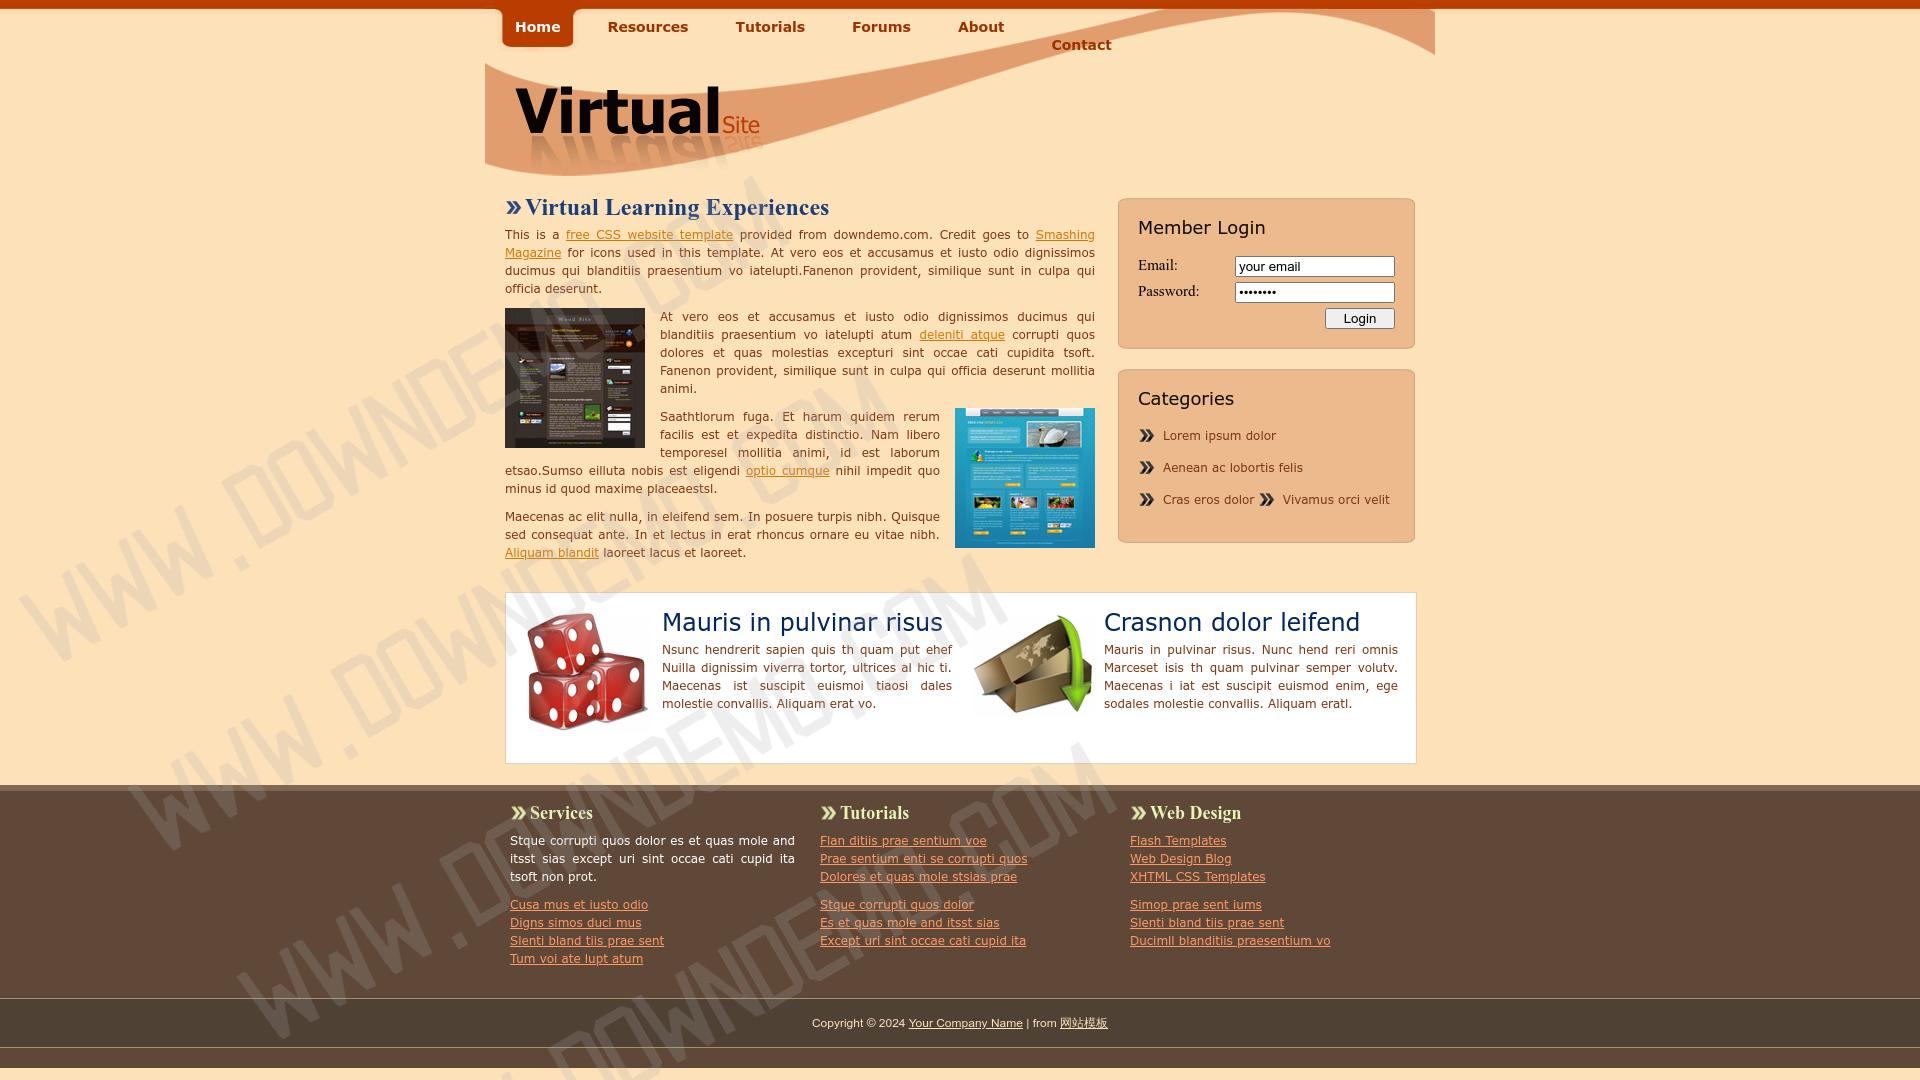 Home
Resources
Tutorials
Forums
About
Contact
VirtualSite
Virtual Learning Experiences
This is a free CSS website template provided from downdemo.com. Credit goes to Smashing
Magazine for icons used in this template. At vero eos et accusamus et iusto odio dignissimos
ducimus qui blanditiis praesentium vo iatelupti.Fanenon provident, similique sunt in culpa qui
officia deserunt.
At vero eos et accusamus et iusto odio dignissimos ducimus qui
blanditiis praesentium vo iatelupti atum deleniti atque corrupti quos
dolores et quas molestias excepturi sint occae cati cupidita tsoft.
Fanenon provident, similique sunt in culpa qui officia deserunt mollitia
animi.
Saathtlorum fuga. Et harum quidem rerum
facilis est et expedita distinctio. Nam libero
temporesel mollitia animi, id est laborum
etsao.Sumso eilluta nobis est eligendi optio cumque nihil impedit quo
minus id quod maxime placeaestsl.
Maecenas ac elit nulla, in eleifend sem. In posuere turpis nibh. Quisque
sed consequat ante. In et lectus in erat rhoncus ornare eu vitae nibh.
Aliquam blandit laoreet lacus et laoreet.
Member Login
Email:
your email
Password:
••••••••
Login
Categories
Lorem ipsum dolor
Aenean ac lobortis felis
Cras eros dolor
Vivamus orci velit
Mauris in pulvinar risus
Nsunc hendrerit sapien quis th quam put ehef
Nuilla dignissim viverra tortor, ultrices al hic ti.
Maecenas ist suscipit euismoi tiaosi dales
molestie convallis. Aliquam erat vo.
Crasnon dolor leifend
Mauris in pulvinar risus. Nunc hend reri omnis
Marceset isis th quam pulvinar semper volutv.
Maecenas i iat est suscipit euismod enim, ege
sodales molestie convallis. Aliquam eratl.
Services
Stque corrupti quos dolor es et quas mole and
itsst sias except uri sint occae cati cupid ita
tsoft non prot.
Cusa mus et iusto odio
Digns simos duci mus
Slenti bland tiis prae sent
Tum voi ate lupt atum
Tutorials
Flan ditiis prae sentium voe
Prae sentium enti se corrupti quos
Dolores et quas mole stsias prae
Stque corrupti quos dolor
Es et quas mole and itsst sias
Except uri sint occae cati cupid ita
Web Design
Flash Templates
Web Design Blog
XHTML CSS Templates
Simop prae sent iums
Slenti bland tiis prae sent
Ducimll blanditiis praesentium vo
Copyright © 2024 Your Company Name | from 网站模板
WWW.DOWNDEMO.COM
WWW.DOWNDEMO.COM
WWW.DOWNDEMO.COM
DOWNDEMO.COM